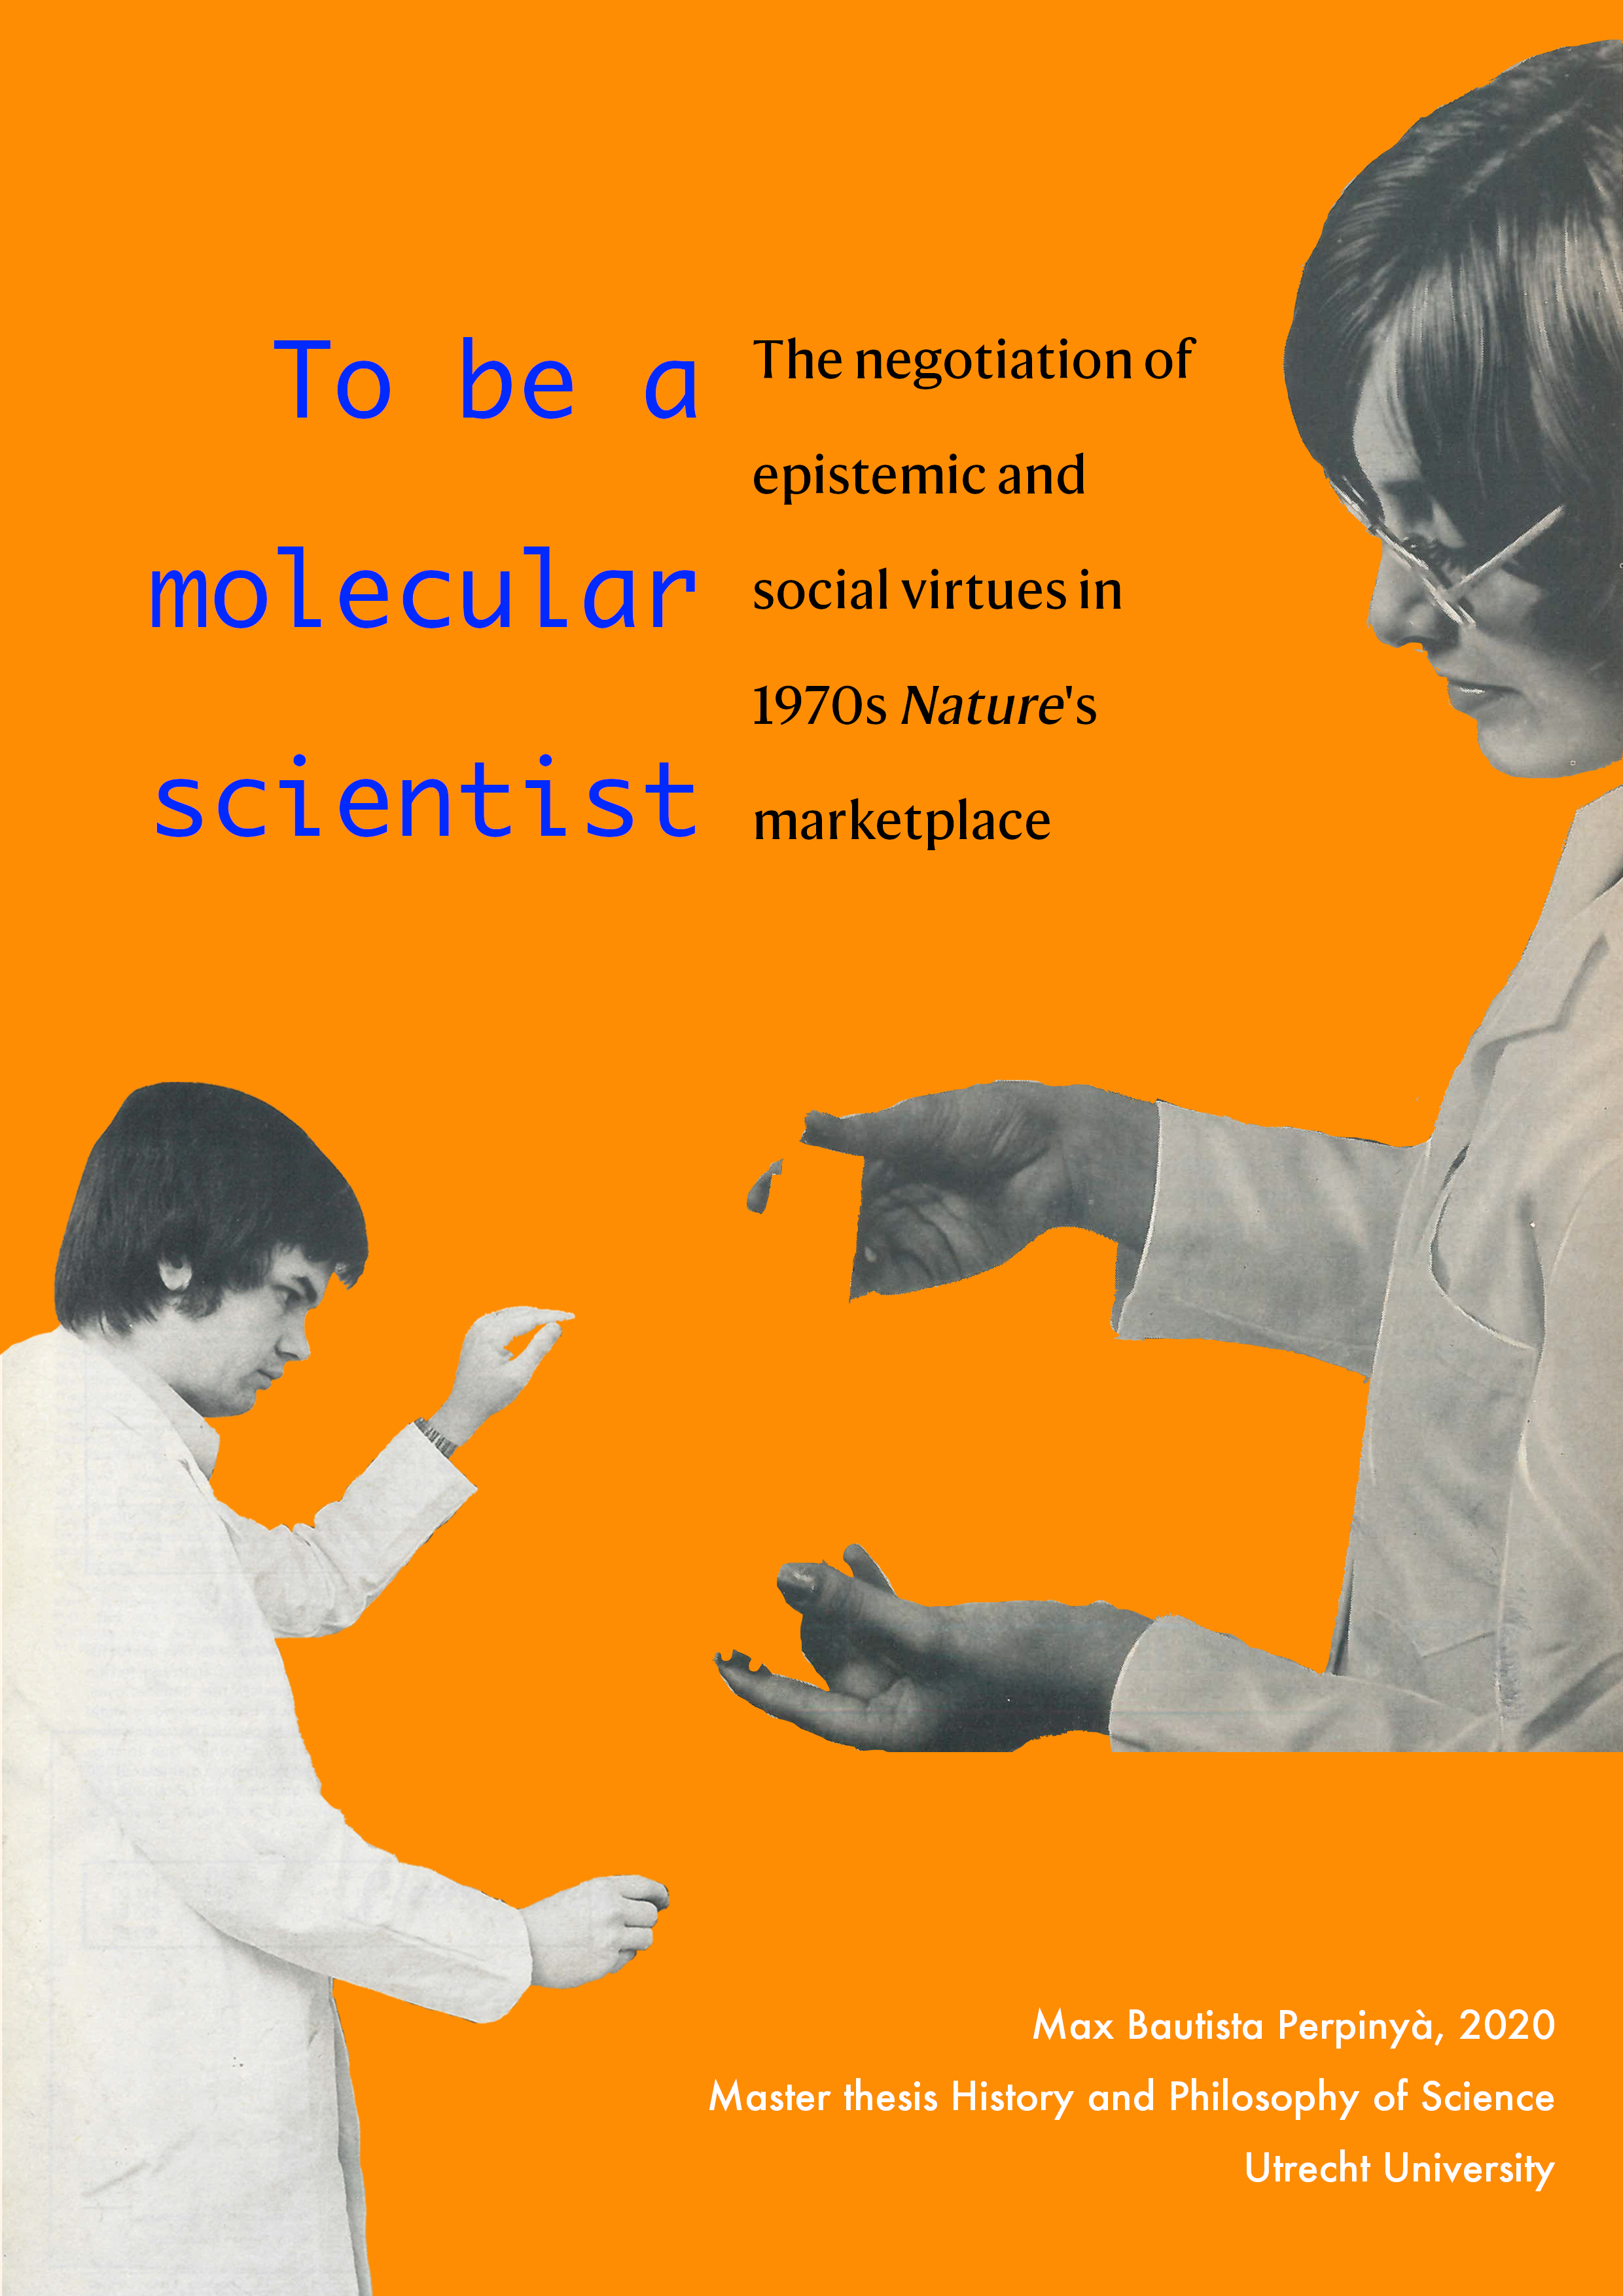 To be a
molecular
scientist
The negotiation of
epistemic and
social virtues in
1970s Nature's
marketplace
Max Bautista Perpinyà, 2020
Master thesis History and Philosophy of Science
Utrecht University